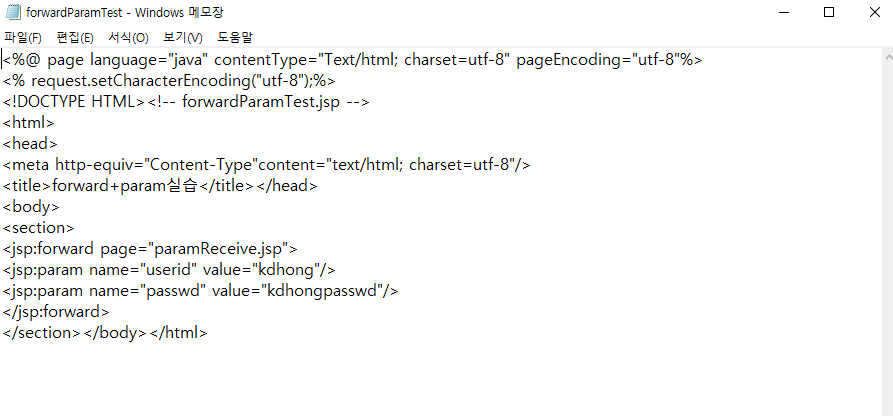 forwardParamTest - Windows 메모장
파일(F) 편집(E) 서식(O) 보기(V) 도움말
<%@ page language="java" contentType="Text/html; charset=utf-8" pageEncoding="utf-8"%>
<% request.setCharacterEncoding("utf-8");%>
<!DOCTYPE HTML><!-- forwardParamTest.jsp -->
<html>
<head>
<meta http-equiv="Content-Type"content="text/html; charset=utf-8"/>
<title>forward+param실습</title></head>
<body>
<section>
<jsp:forward page="paramReceive.jsp">
<jsp:param name="userid" value="kdhong"/>
<jsp:param name="passwd" value="kdhongpasswd"/>
</jsp:forward>
</section></body></html>